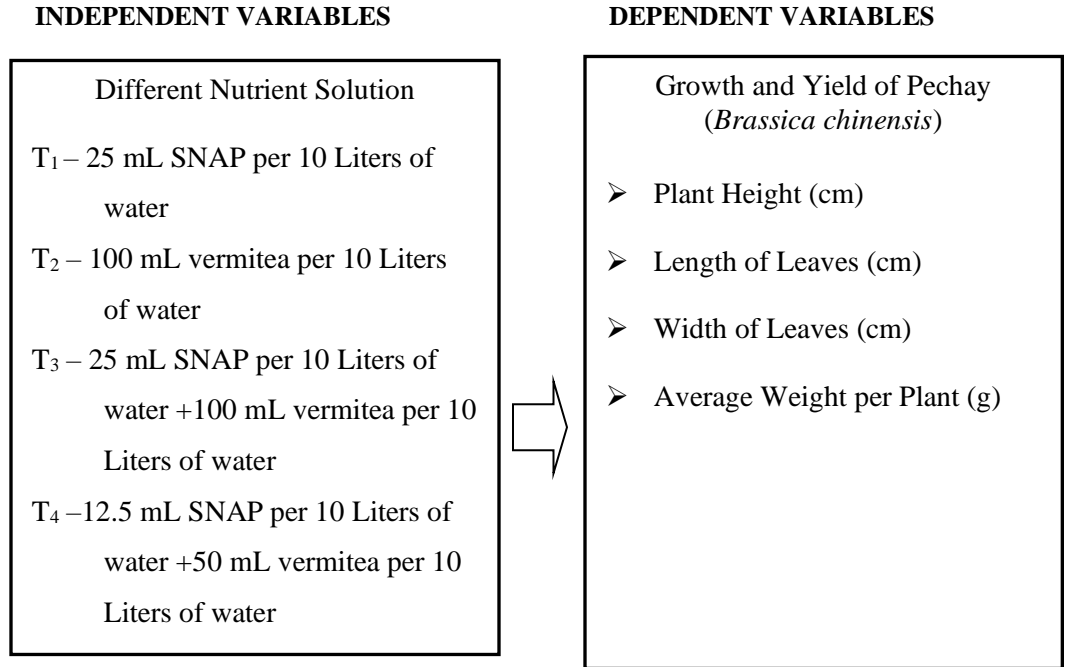 INDEPENDENT VARIABLES
DEPENDENT VARIABLES
Different Nutrient Solution
T₁ – 25 mL SNAP per 10 Liters of
water
T₂ – 100 mL vermitea per 10 Liters
of water
T₃ – 25 mL SNAP per 10 Liters of
water +100 mL vermitea per 10
Liters of water
T₄ –12.5 mL SNAP per 10 Liters of
water +50 mL vermitea per 10
Liters of water
Growth and Yield of Pechay
(Brassica chinensis)
➢ Plant Height (cm)
➢ Length of Leaves (cm)
➢ Width of Leaves (cm)
➢ Average Weight per Plant (g)